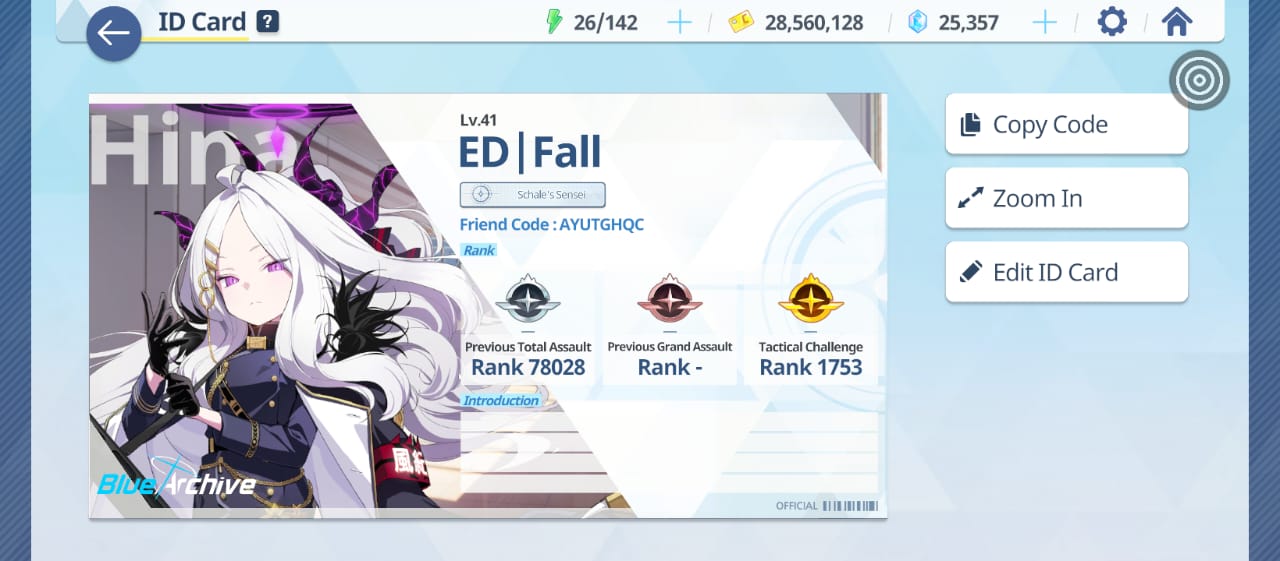 ID Card ?
26/142
28,560,128
25,357
Hina
Lv.41
ED|Fall
Schale's Sensei
Friend Code : AYUTGHQC
Rank
Previous Total Assault
Rank 78028
Previous Grand Assault
Rank -
Tactical Challenge
Rank 1753
Introduction
風紀
Blue Archive
OFFICIAL
Copy Code
Zoom In
Edit ID Card